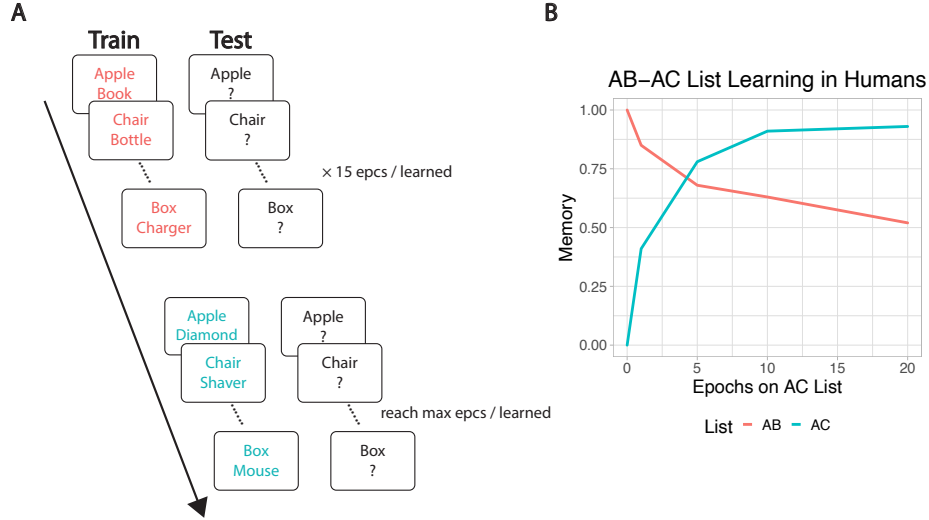 A
Train
Test
Apple
Book
Apple
?
Chair
Bottle
Chair
?
× 15 epcs / learned
Box
Charger
Box
?
Apple
Diamond
Apple
?
Chair
Shaver
Chair
?
reach max epcs / learned
Box
Mouse
Box
?
B
AB–AC List Learning in Humans
Memory
1.00
0.75
0.50
0.25
0.00
0
5
10
15
20
Epochs on AC List
List
AB
AC